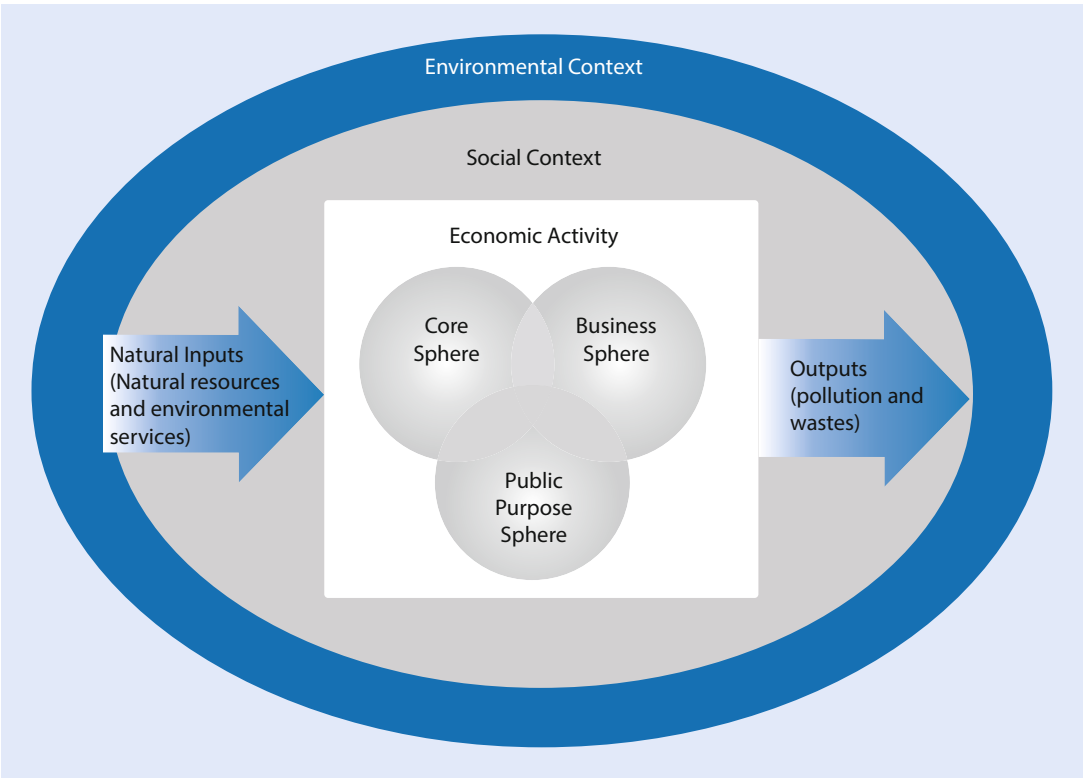 Environmental Context
Social Context
Economic Activity
Core
Sphere
Business
Sphere
Natural Inputs
(Natural resources
and environmental
services)
Outputs
(pollution and
wastes)
Public
Purpose
Sphere